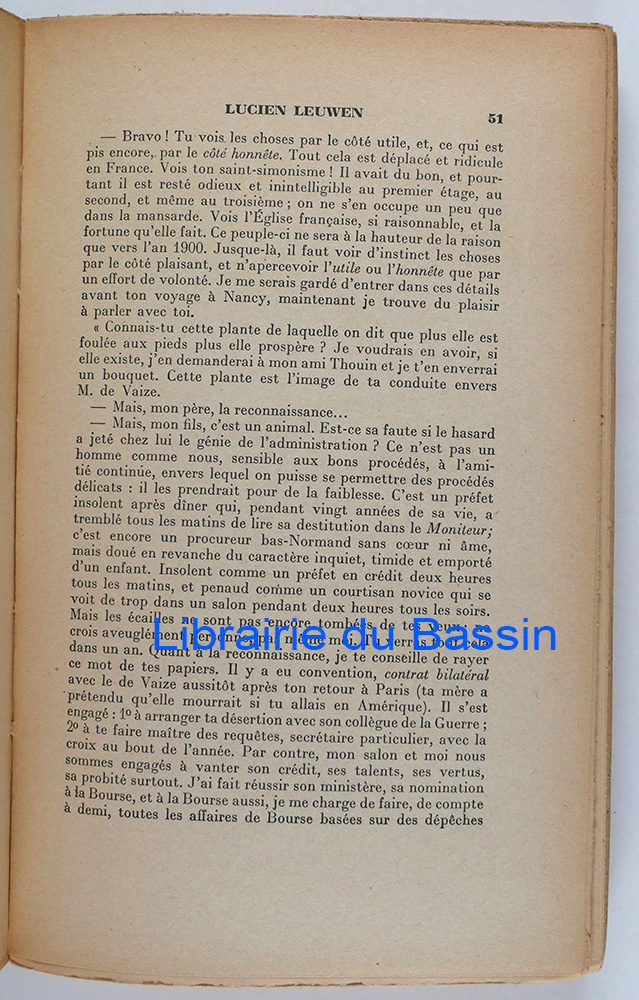 LUCIEN LEUWEN
51
— Bravo ! Tu vois les choses par le côté utile, et, ce qui est
pis encore, par le côté honnête. Tout cela est déplacé et ridicule
en France. Vois ton saint-simonisme ! Il avait du bon, et pour-
tant il est resté odieux et inintelligible au premier étage, au
second, et même au troisième ; on ne s'en occupe un peu que
dans la mansarde. Vois l'Église française, si raisonnable, et la
fortune qu'elle fait. Ce peuple-ci ne sera à la hauteur de la raison
que vers l'an 1900. Jusque-là, il faut voir d'instinct les choses
par le côté plaisant, et n'apercevoir l'utile ou l'honnête que par
un effort de volonté. Je me serais gardé d'entrer dans ces détails
avant ton voyage à Nancy, maintenant je trouve du plaisir
à parler avec toi.
« Connais-tu cette plante de laquelle on dit que plus elle est
foulée aux pieds plus elle prospère ? Je voudrais en avoir, si
elle existe, j'en demanderai à mon ami Thouin et je t'en enverrai
un bouquet. Cette plante est l'image de ta conduite envers
M. de Vaize.
— Mais, mon père, la reconnaissance...
— Mais, mon fils, c'est un animal. Est-ce sa faute si le hasard
a jeté chez lui le génie de l'administration ? Ce n'est pas un
homme comme nous, sensible aux bons procédés, à l'ami-
tié continue, envers lequel on puisse se permettre des procédés
délicats : il les prendrait pour de la faiblesse. C'est un préfet
insolent après dîner qui, pendant vingt années de sa vie, a
tremblé tous les matins de lire sa destitution dans le Moniteur;
c'est encore un procureur bas-Normand sans cœur ni âme,
mais doué en revanche du caractère inquiet, timide et emporté
d'un enfant. Insolent comme un préfet en crédit deux heures
tous les matins, et penaud comme un courtisan novice qui se
voit de trop dans un salon pendant deux heures tous les soirs.
Mais les écailles ne sont pas encore tombées de tes yeux ; ne
crois aveuglément personne, pas même moi. Tu verras tout cela
Librairie du Bassin
dans un an. Quant à la reconnaissance, je te conseille de rayer
ce mot de tes papiers. Il y a eu convention, contrat bilatéral
avec le de Vaize aussitôt après ton retour à Paris (ta mère a
prétendu qu'elle mourrait si tu allais en Amérique). Il s'est
engagé : 1º à arranger ta désertion avec son collègue de la Guerre ;
2º à te faire maître des requêtes, secrétaire particulier, avec la
croix au bout de l'année. Par contre, mon salon et moi nous
sommes engagés à vanter son crédit, ses talents, ses vertus,
sa probité surtout. J'ai fait réussir son ministère, sa nomination
à la Bourse, et à la Bourse aussi, je me charge de faire, de compte
à demi, toutes les affaires de Bourse basées sur des dépêches